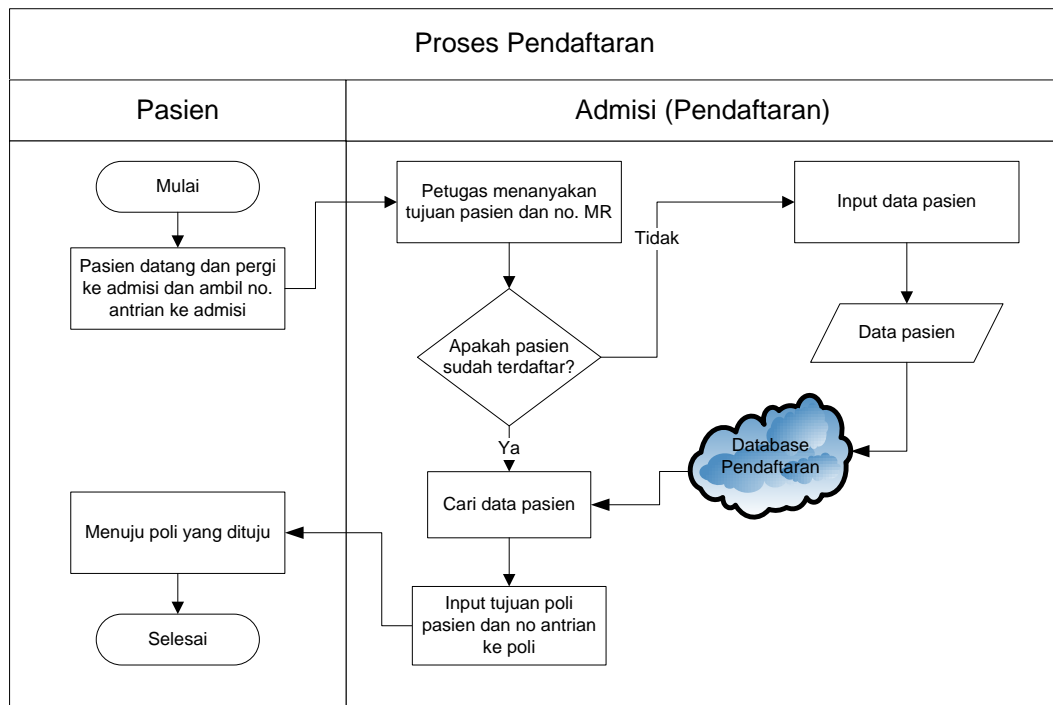 Proses Pendaftaran
Pasien
Admisi (Pendaftaran)
Mulai
Pasien datang dan pergi
ke admisi dan ambil no.
antrian ke admisi
Petugas menanyakan
tujuan pasien dan no. MR
Tidak
Input data pasien
Apakah pasien
sudah terdaftar?
Data pasien
Ya
Database
Pendaftaran
Cari data pasien
Menuju poli yang dituju
Input tujuan poli
pasien dan no antrian
ke poli
Selesai